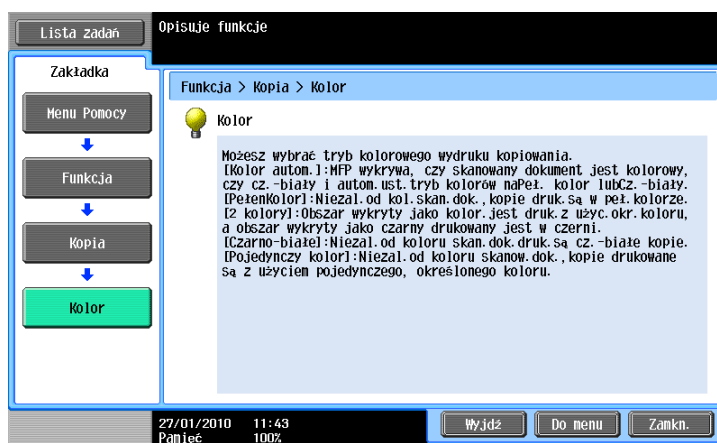 Lista zadań
Opisuje funkcje
Zakładka
Menu Pomocy
Funkcja
Kopia
Kolor
Funkcja > Kopia > Kolor
Kolor
Możesz wybrać tryb kolorowego wydruku kopiowania.
[Kolor autom.]:MFP wykrywa, czy skanowany dokument jest kolorowy,
czy cz.-biały i autom.ust.tryb kolorów naPeł. kolor lubCz.-biały.
[PełenKolor]:Niezal.od kol.skan.dok.,kopie druk.są w peł.kolorze.
[2 kolory]:Obszar wykryty jako kolor.jest druk.z użyc.okr.koloru,
a obszar wykryty jako czarny drukowany jest w czerni.
[Czarno-białe]:Niezal.od koloru skan.dok.druk.są cz.-białe kopie.
[Pojedynczy kolor]:Niezal.od koloru skanow.dok.,kopie drukowane
są z użyciem pojedynczego, określonego koloru.
27/01/2010 11:43
Pamięć 100%
Wyjdź
Do menu
Zamkn.